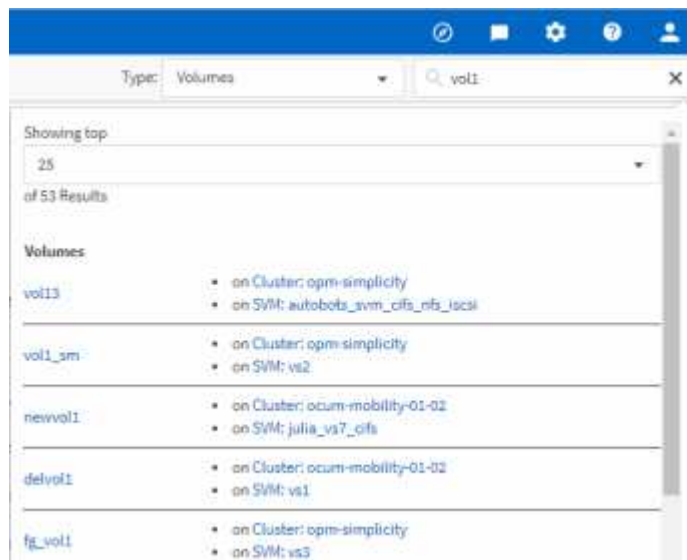 Type: Volumes vol1
Showing top
25
of 53 Results
Volumes
vol13
on Cluster: opm-simplicity
on SVM: autobots_svm_cifs_nfs_iscsi
vol1_sm
on Cluster: opm-simplicity
on SVM: vs2
newvol1
on Cluster: ocum-mobility-01-02
on SVM: julia_vs7_cifs
delvol1
on Cluster: ocum-mobility-01-02
on SVM: vs1
fg_vol1
on Cluster: opm-simplicity
on SVM: vs3